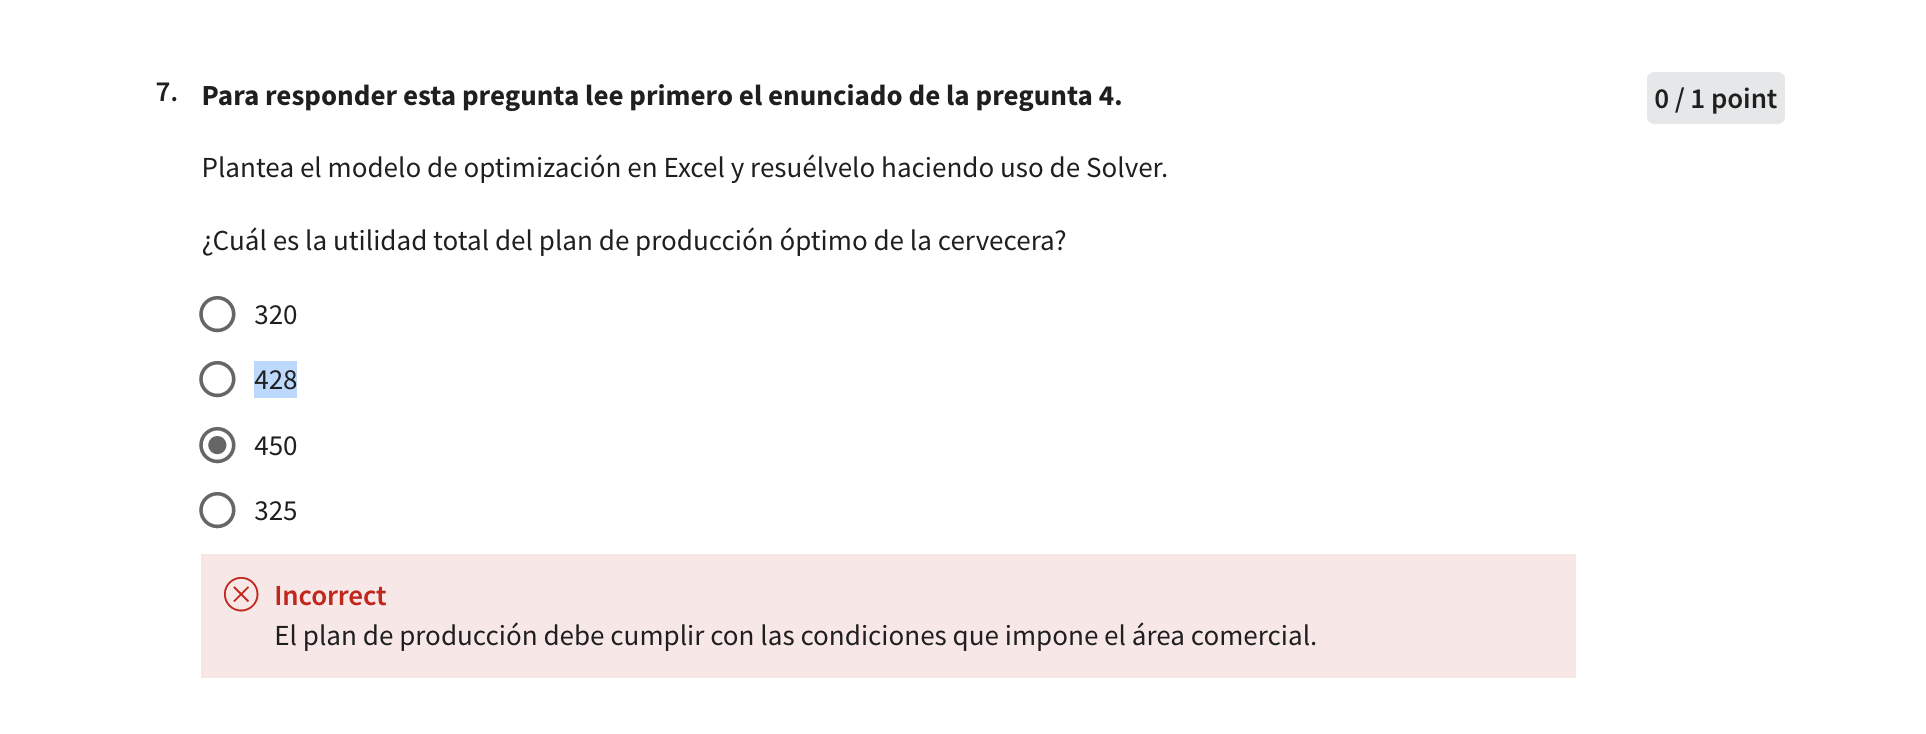 7.
Para responder esta pregunta lee primero el enunciado de la pregunta 4.
0 / 1 point
Plantea el modelo de optimización en Excel y resuélvelo haciendo uso de Solver.
¿Cuál es la utilidad total del plan de producción óptimo de la cervecera?
320
428
450
325
Incorrect
El plan de producción debe cumplir con las condiciones que impone el área comercial.